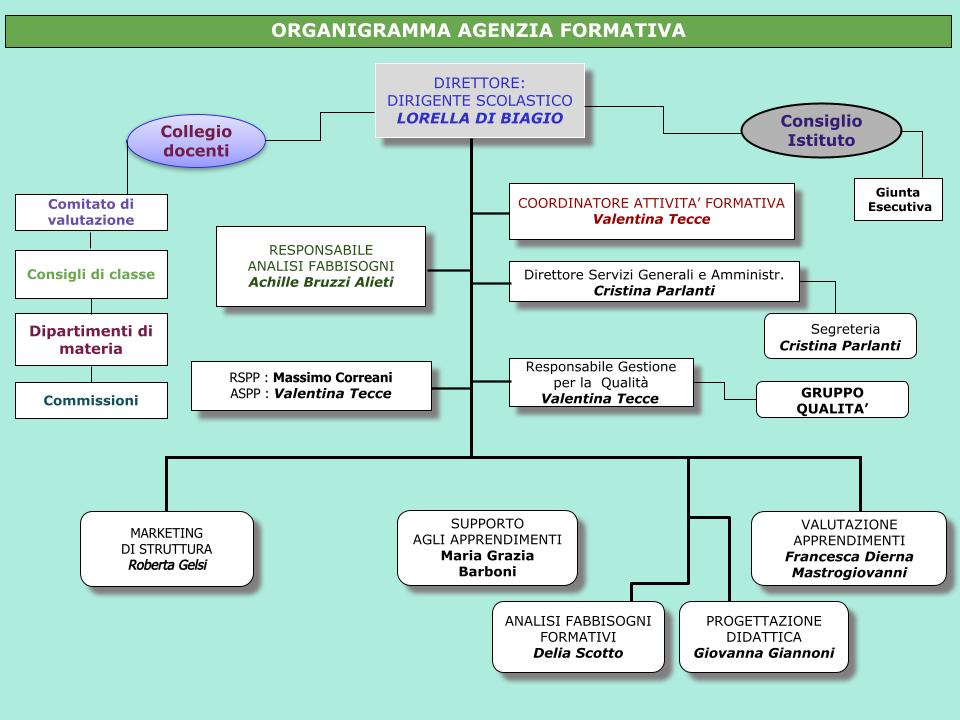 ORGANIGRAMMA AGENZIA FORMATIVA
DIRETTORE:
DIRIGENTE SCOLASTICO
LORELLA DI BIAGIO
Collegio
docenti
Consiglio
Istituto
Giunta
Esecutiva
Comitato di
valutazione
Consigli di classe
Dipartimenti di
materia
Commissioni
COORDINATORE ATTIVITA’ FORMATIVA
Valentina Tecce
RESPONSABILE
ANALISI FABBISOGNI
Achille Bruzzi Alieti
Direttore Servizi Generali e Amministr.
Cristina Parlanti
Segreteria
Cristina Parlanti
RSPP : Massimo Correani
ASPP : Valentina Tecce
Responsabile Gestione
per la Qualità
Valentina Tecce
GRUPPO
QUALITA’
MARKETING
DI STRUTTURA
Roberta Gelsi
SUPPORTO
AGLI APPRENDIMENTI
Maria Grazia
Barboni
VALUTAZIONE
APPRENDIMENTI
Francesca Dierna
Mastrogiovanni
ANALISI FABBISOGNI
FORMATIVI
Delia Scotto
PROGETTAZIONE
DIDATTICA
Giovanna Giannoni